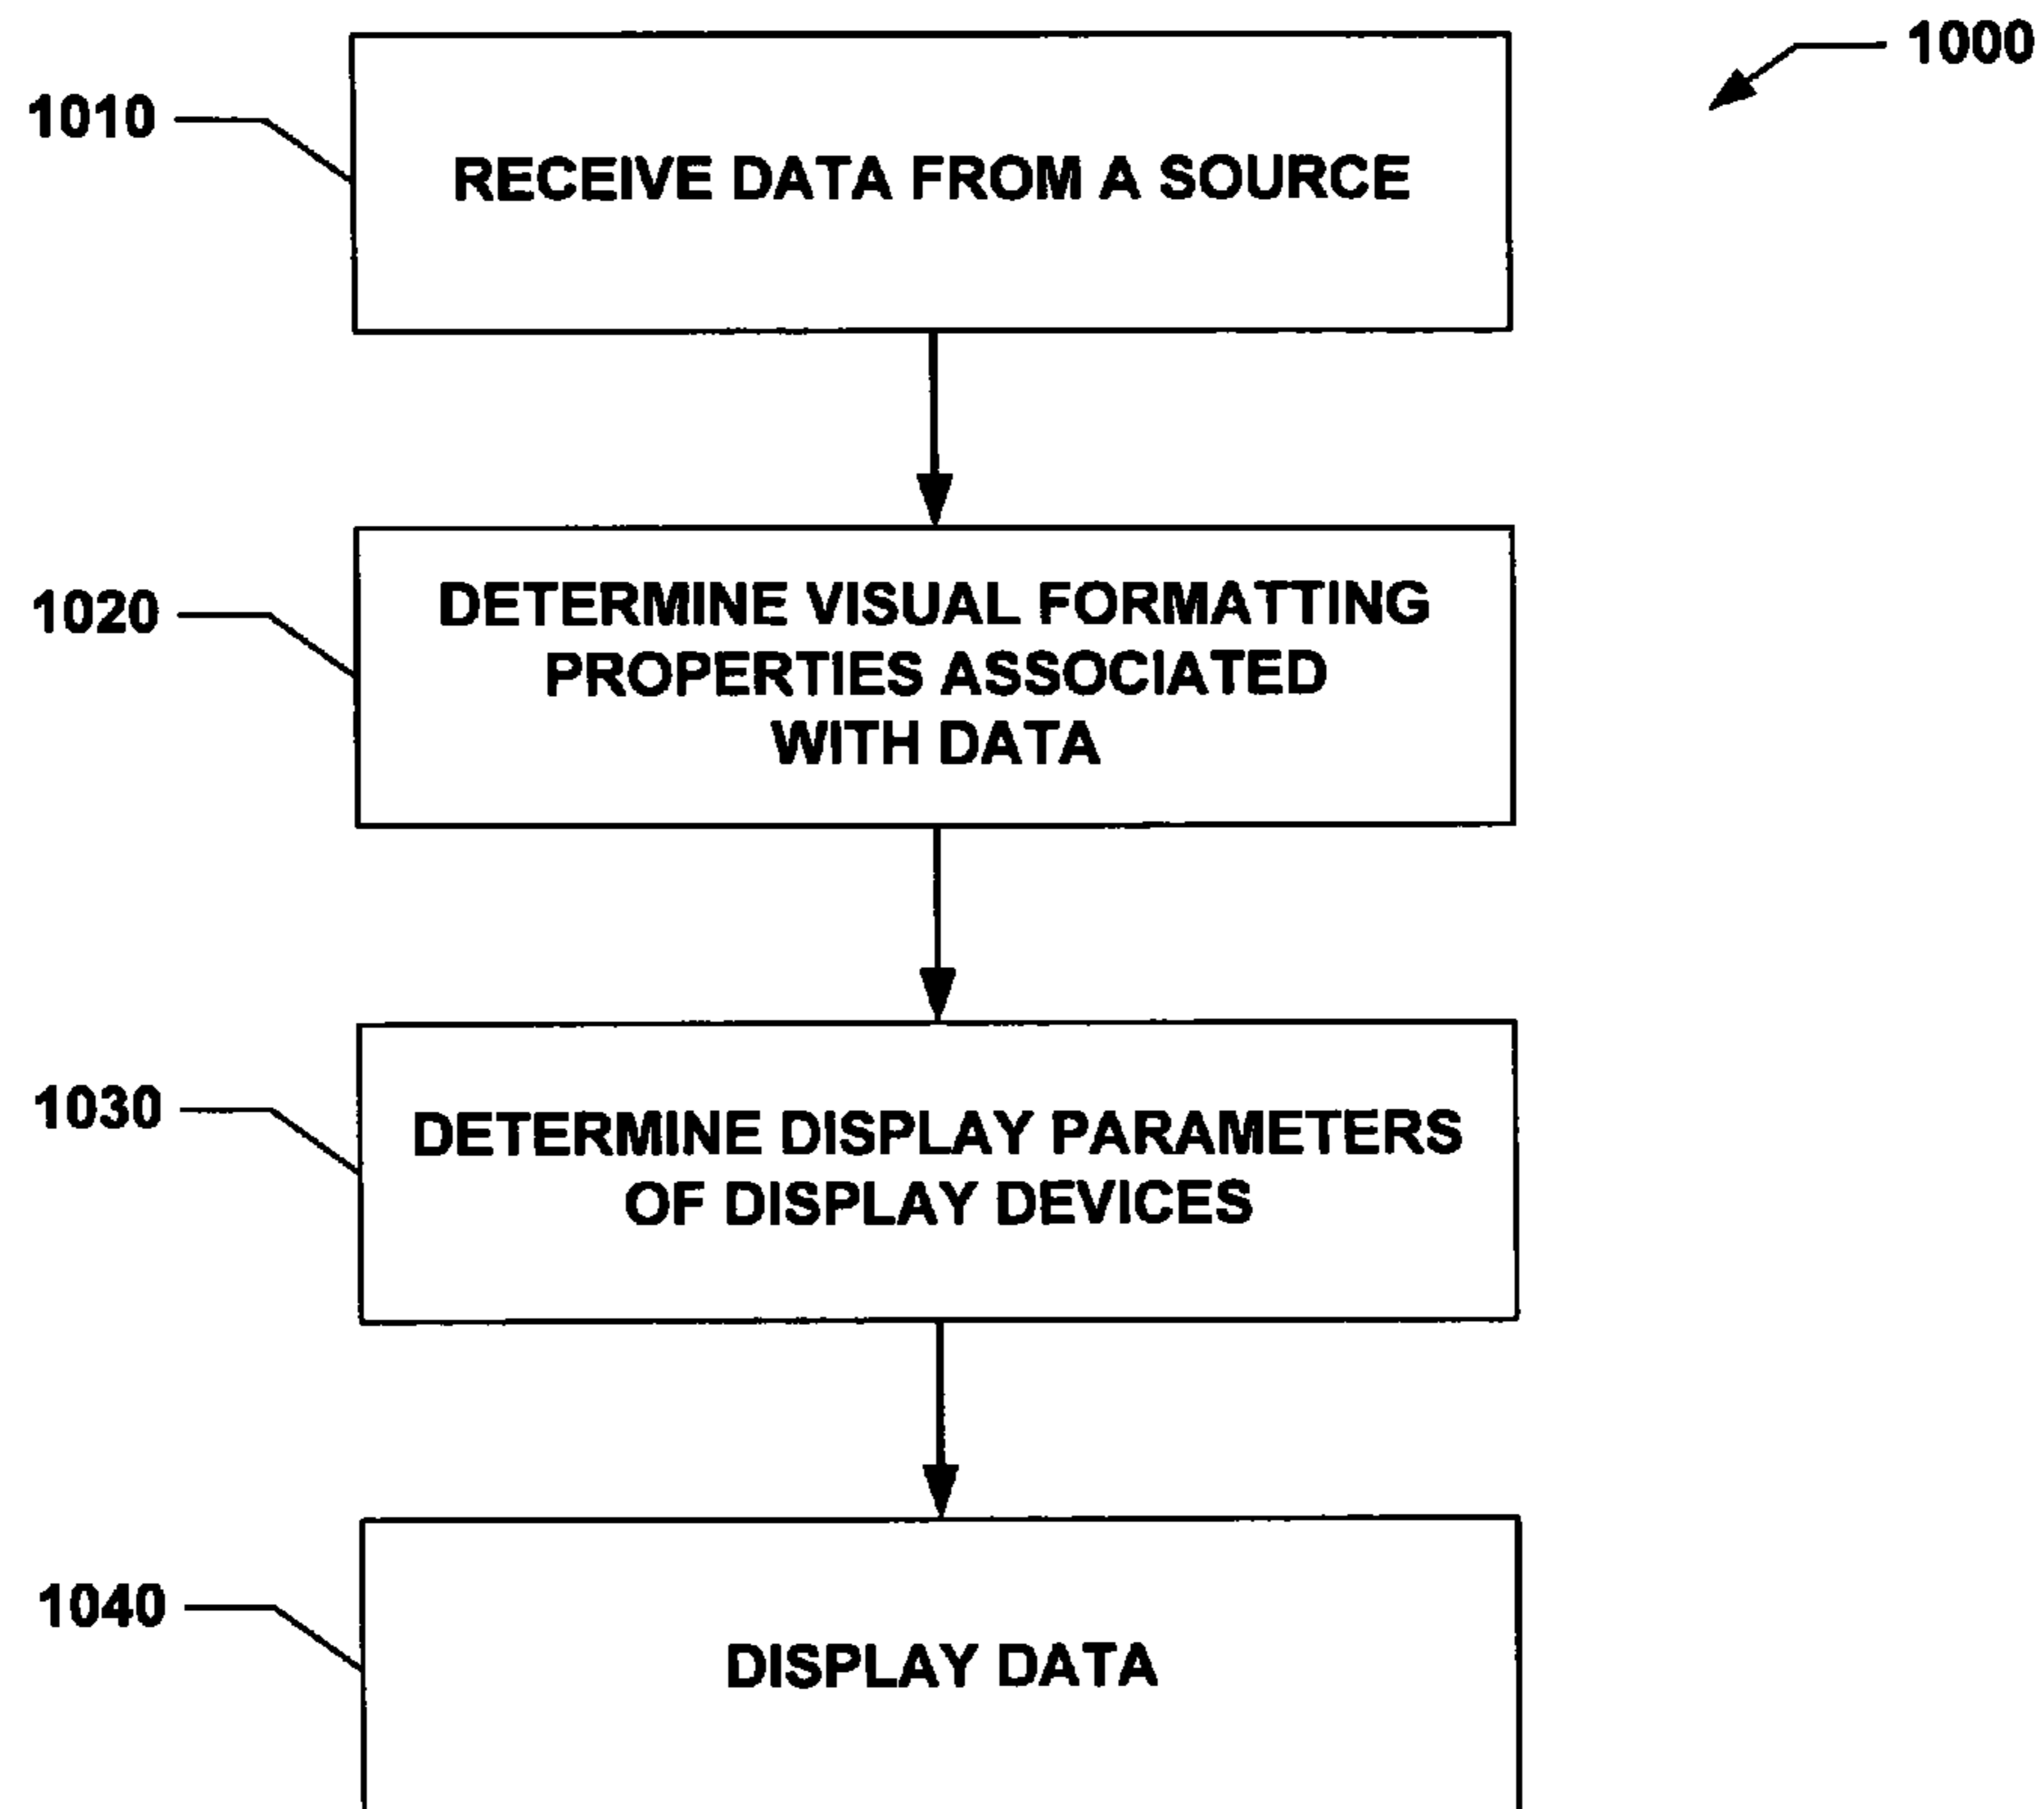 1000
1010
RECEIVE DATA FROM A SOURCE
1020
DETERMINE VISUAL FORMATTING
PROPERTIES ASSOCIATED
WITH DATA
1030
DETERMINE DISPLAY PARAMETERS
OF DISPLAY DEVICES
1040
DISPLAY DATA